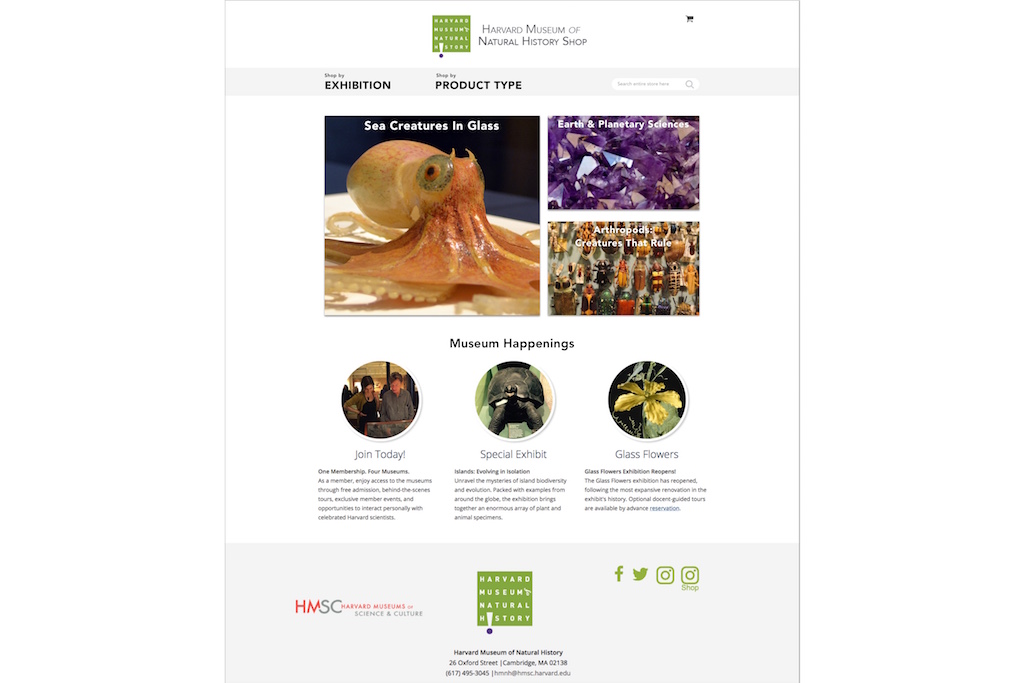 HARVARD
MUSEUM of
NATURAL
H!STORY
HARVARD MUSEUM OF
NATURAL HISTORY SHOP
Shop by
EXHIBITION
Shop by
PRODUCT TYPE
Search entire store here
Sea Creatures In Glass
Earth & Planetary Sciences
Arthropods:
Creatures That Rule
Museum Happenings
Join Today!
One Membership. Four Museums.
As a member, enjoy access to the museums
through free admission, behind-the-scenes
tours, exclusive member events, and
opportunities to interact personally with
celebrated Harvard scientists.
Special Exhibit
Islands: Evolving in Isolation
Unravel the mysteries of island biodiversity
and evolution. Packed with examples from
around the globe, the exhibition brings
together an enormous array of plant and
animal specimens.
Glass Flowers
Glass Flowers Exhibition Reopens!
The Glass Flowers exhibition has reopened,
following the most expansive renovation in the
exhibit's history. Optional docent-guided tours
are available by advance reservation.
HMSC HARVARD MUSEUMS OF
SCIENCE & CULTURE
HARVARD
MUSEUM of
NATURAL
H!STORY
Shop
Harvard Museum of Natural History
26 Oxford Street |Cambridge, MA 02138
(617) 495-3045 |hmnh@hmsc.harvard.edu